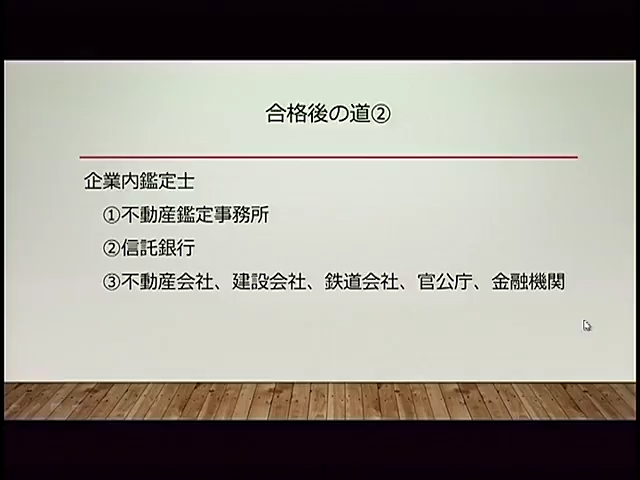 合格後の道②
企業内鑑定士
①不動産鑑定事務所
②信託銀行
③不動産会社、建設会社、鉄道会社、官公庁、金融機関